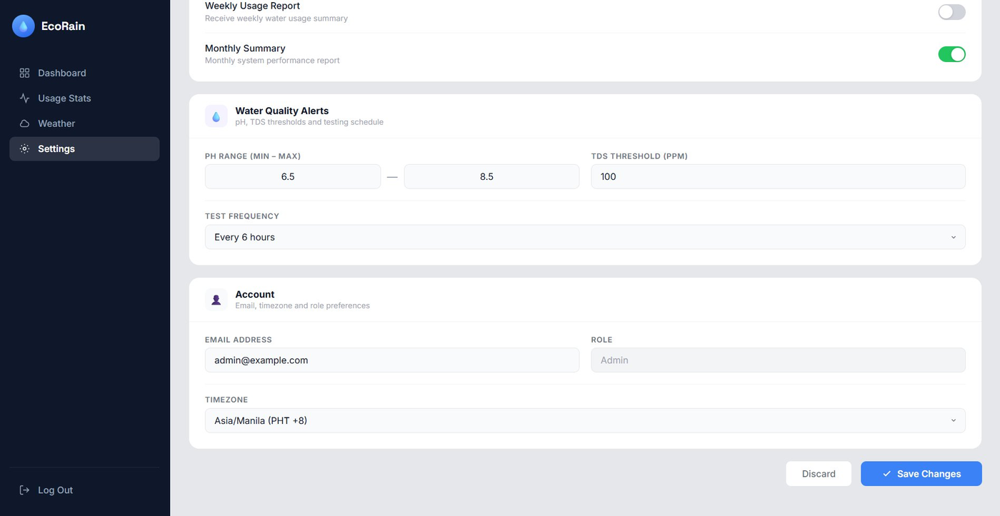 EcoRain
Dashboard
Usage Stats
Weather
Settings
Log Out
Weekly Usage Report
Receive weekly water usage summary
Monthly Summary
Monthly system performance report
Water Quality Alerts
pH, TDS thresholds and testing schedule
PH RANGE (MIN – MAX)
6.5 — 8.5
TDS THRESHOLD (PPM)
100
TEST FREQUENCY
Every 6 hours
Account
Email, timezone and role preferences
EMAIL ADDRESS
admin@example.com
ROLE
Admin
TIMEZONE
Asia/Manila (PHT +8)
Discard
Save Changes